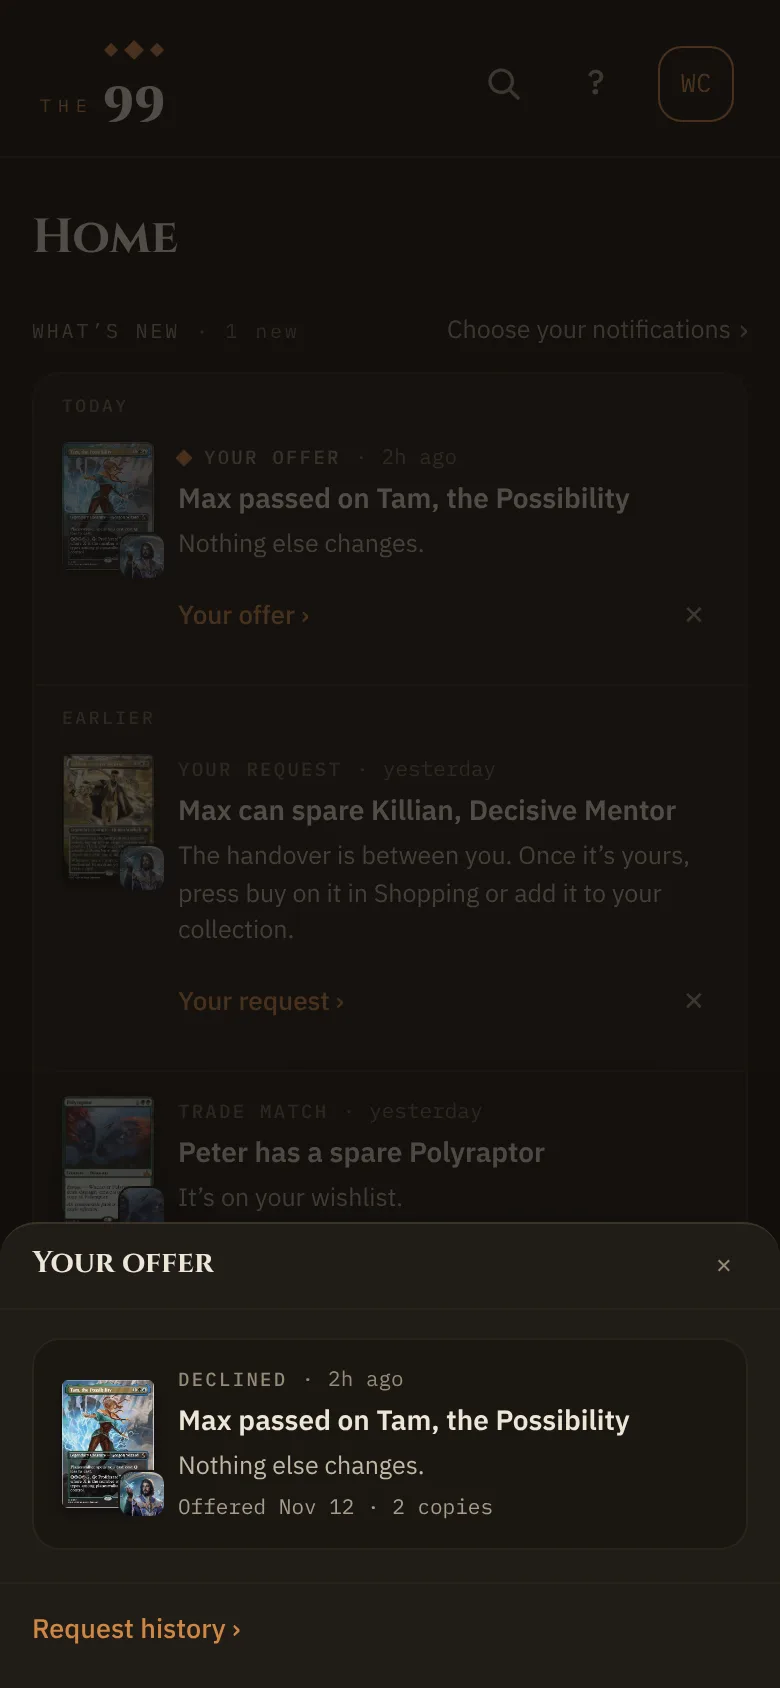 THE 99
?
WC
Home
WHAT’S NEW · 1 new
Choose your notifications ›
TODAY
YOUR OFFER · 2h ago
Max passed on Tam, the Possibility
Nothing else changes.
Your offer ›
×
EARLIER
YOUR REQUEST · yesterday
Max can spare Killian, Decisive Mentor
The handover is between you. Once it’s yours,
press buy on it in Shopping or add it to your
collection.
Your request ›
×
TRADE MATCH · yesterday
Peter has a spare Polyraptor
It’s on your wishlist.
Your offer
×
DECLINED · 2h ago
Max passed on Tam, the Possibility
Nothing else changes.
Offered Nov 12 · 2 copies
Request history ›